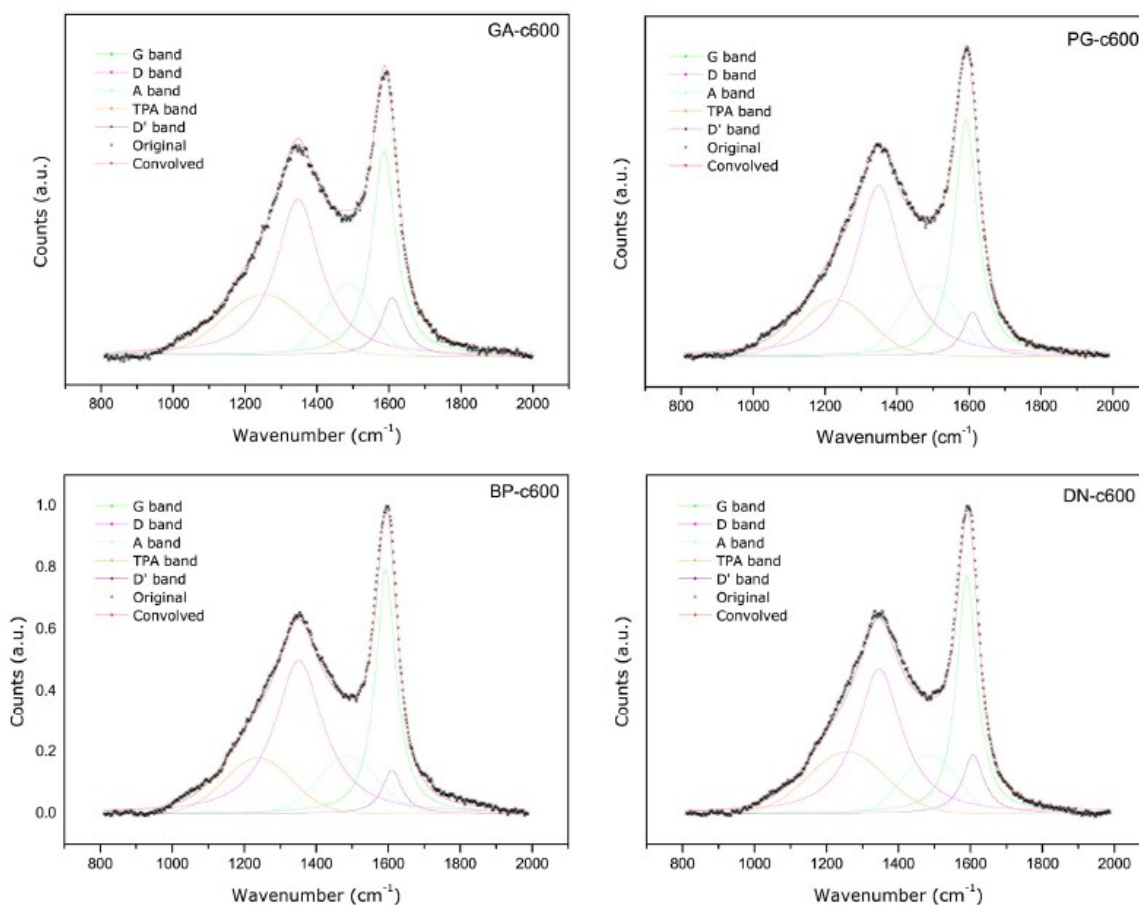 GA-c600
G band
D band
A band
TPA band
D' band
Original
Convolved
Counts (a.u.)
800 1000 1200 1400 1600 1800 2000
Wavenumber (cm⁻¹)
PG-c600
G band
D band
A band
TPA band
D' band
Original
Convolved
Counts (a.u.)
800 1000 1200 1400 1600 1800 2000
Wavenumber (cm⁻¹)
BP-c600
G band
D band
A band
TPA band
D' band
Original
Convolved
1.0
0.8
0.6
0.4
0.2
0.0
Counts (a.u.)
800 1000 1200 1400 1600 1800 2000
Wavenumber (cm⁻¹)
DN-c600
G band
D band
A band
TPA band
D' band
Original
Convolved
Counts (a.u.)
800 1000 1200 1400 1600 1800 2000
Wavenumber (cm⁻¹)